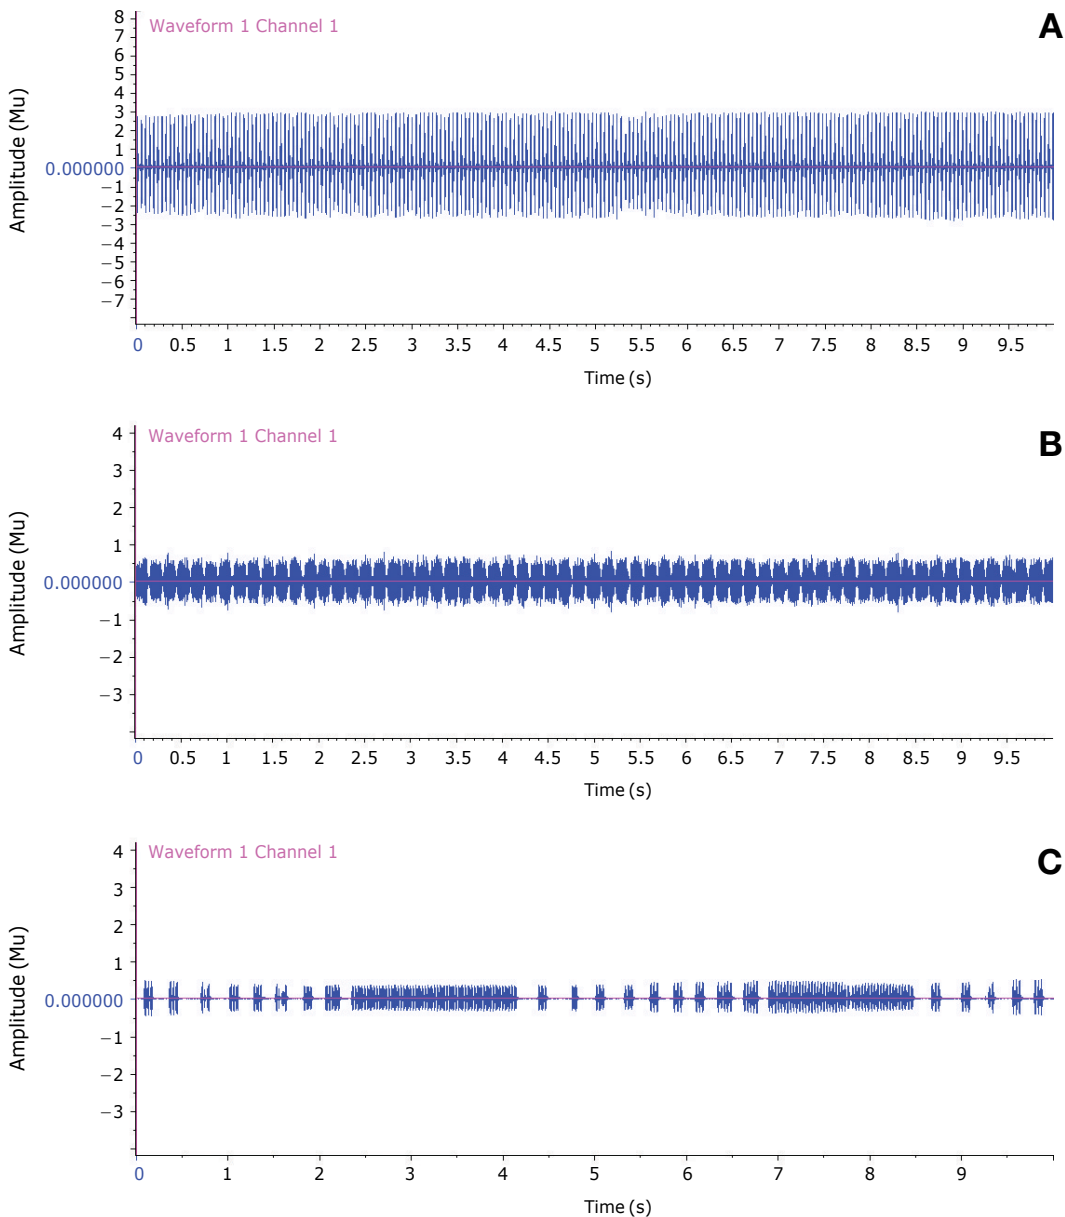 A
Waveform 1 Channel 1
Amplitude (Mu)
8
7
6
5
4
3
2
1
0.000000
−1
−2
−3
−4
−5
−6
−7
0 0.5 1 1.5 2 2.5 3 3.5 4 4.5 5 5.5 6 6.5 7 7.5 8 8.5 9 9.5
Time (s)
B
Waveform 1 Channel 1
Amplitude (Mu)
4
3
2
1
0.000000
−1
−2
−3
0 0.5 1 1.5 2 2.5 3 3.5 4 4.5 5 5.5 6 6.5 7 7.5 8 8.5 9 9.5
Time (s)
C
Waveform 1 Channel 1
Amplitude (Mu)
4
3
2
1
0.000000
−1
−2
−3
0 1 2 3 4 5 6 7 8 9
Time (s)